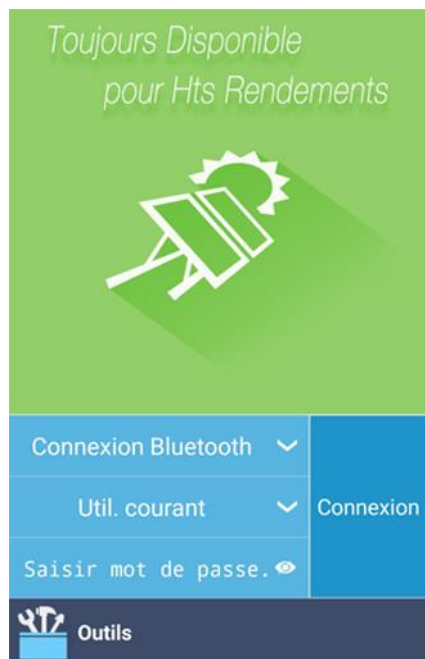 Toujours Disponible
pour Hts Rendements
Connexion Bluetooth
Util. courant
Connexion
Saisir mot de passe.
Outils